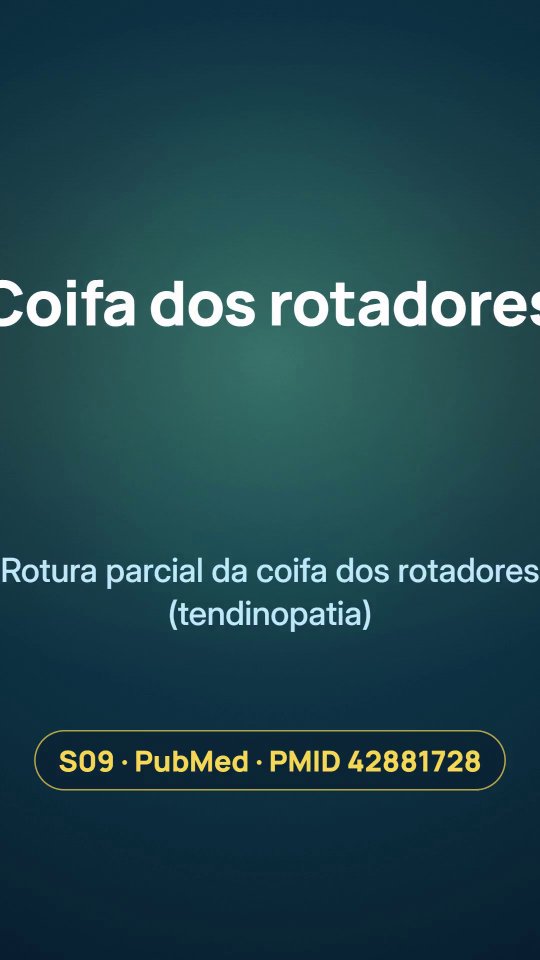 Coifa dos rotadores
Rotura parcial da coifa dos rotadores
(tendinopatia)
S09 · PubMed · PMID 42881728